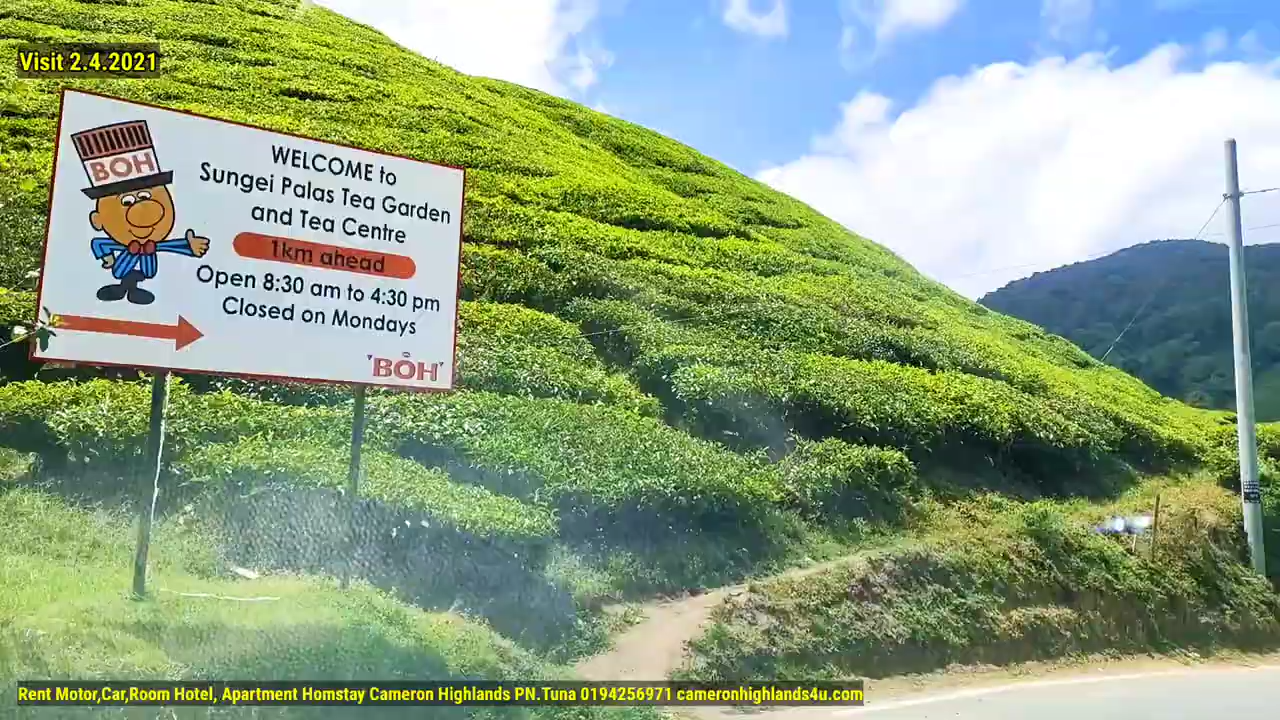 Visit 2.4.2021
BOH
WELCOME to
Sungei Palas Tea Garden
and Tea Centre
1km ahead
Open 8:30 am to 4:30 pm
Closed on Mondays
BOH
Rent Motor,Car,Room Hotel, Apartment Homstay Cameron Highlands PN.Tuna 0194256971 cameronhighlands4u.com